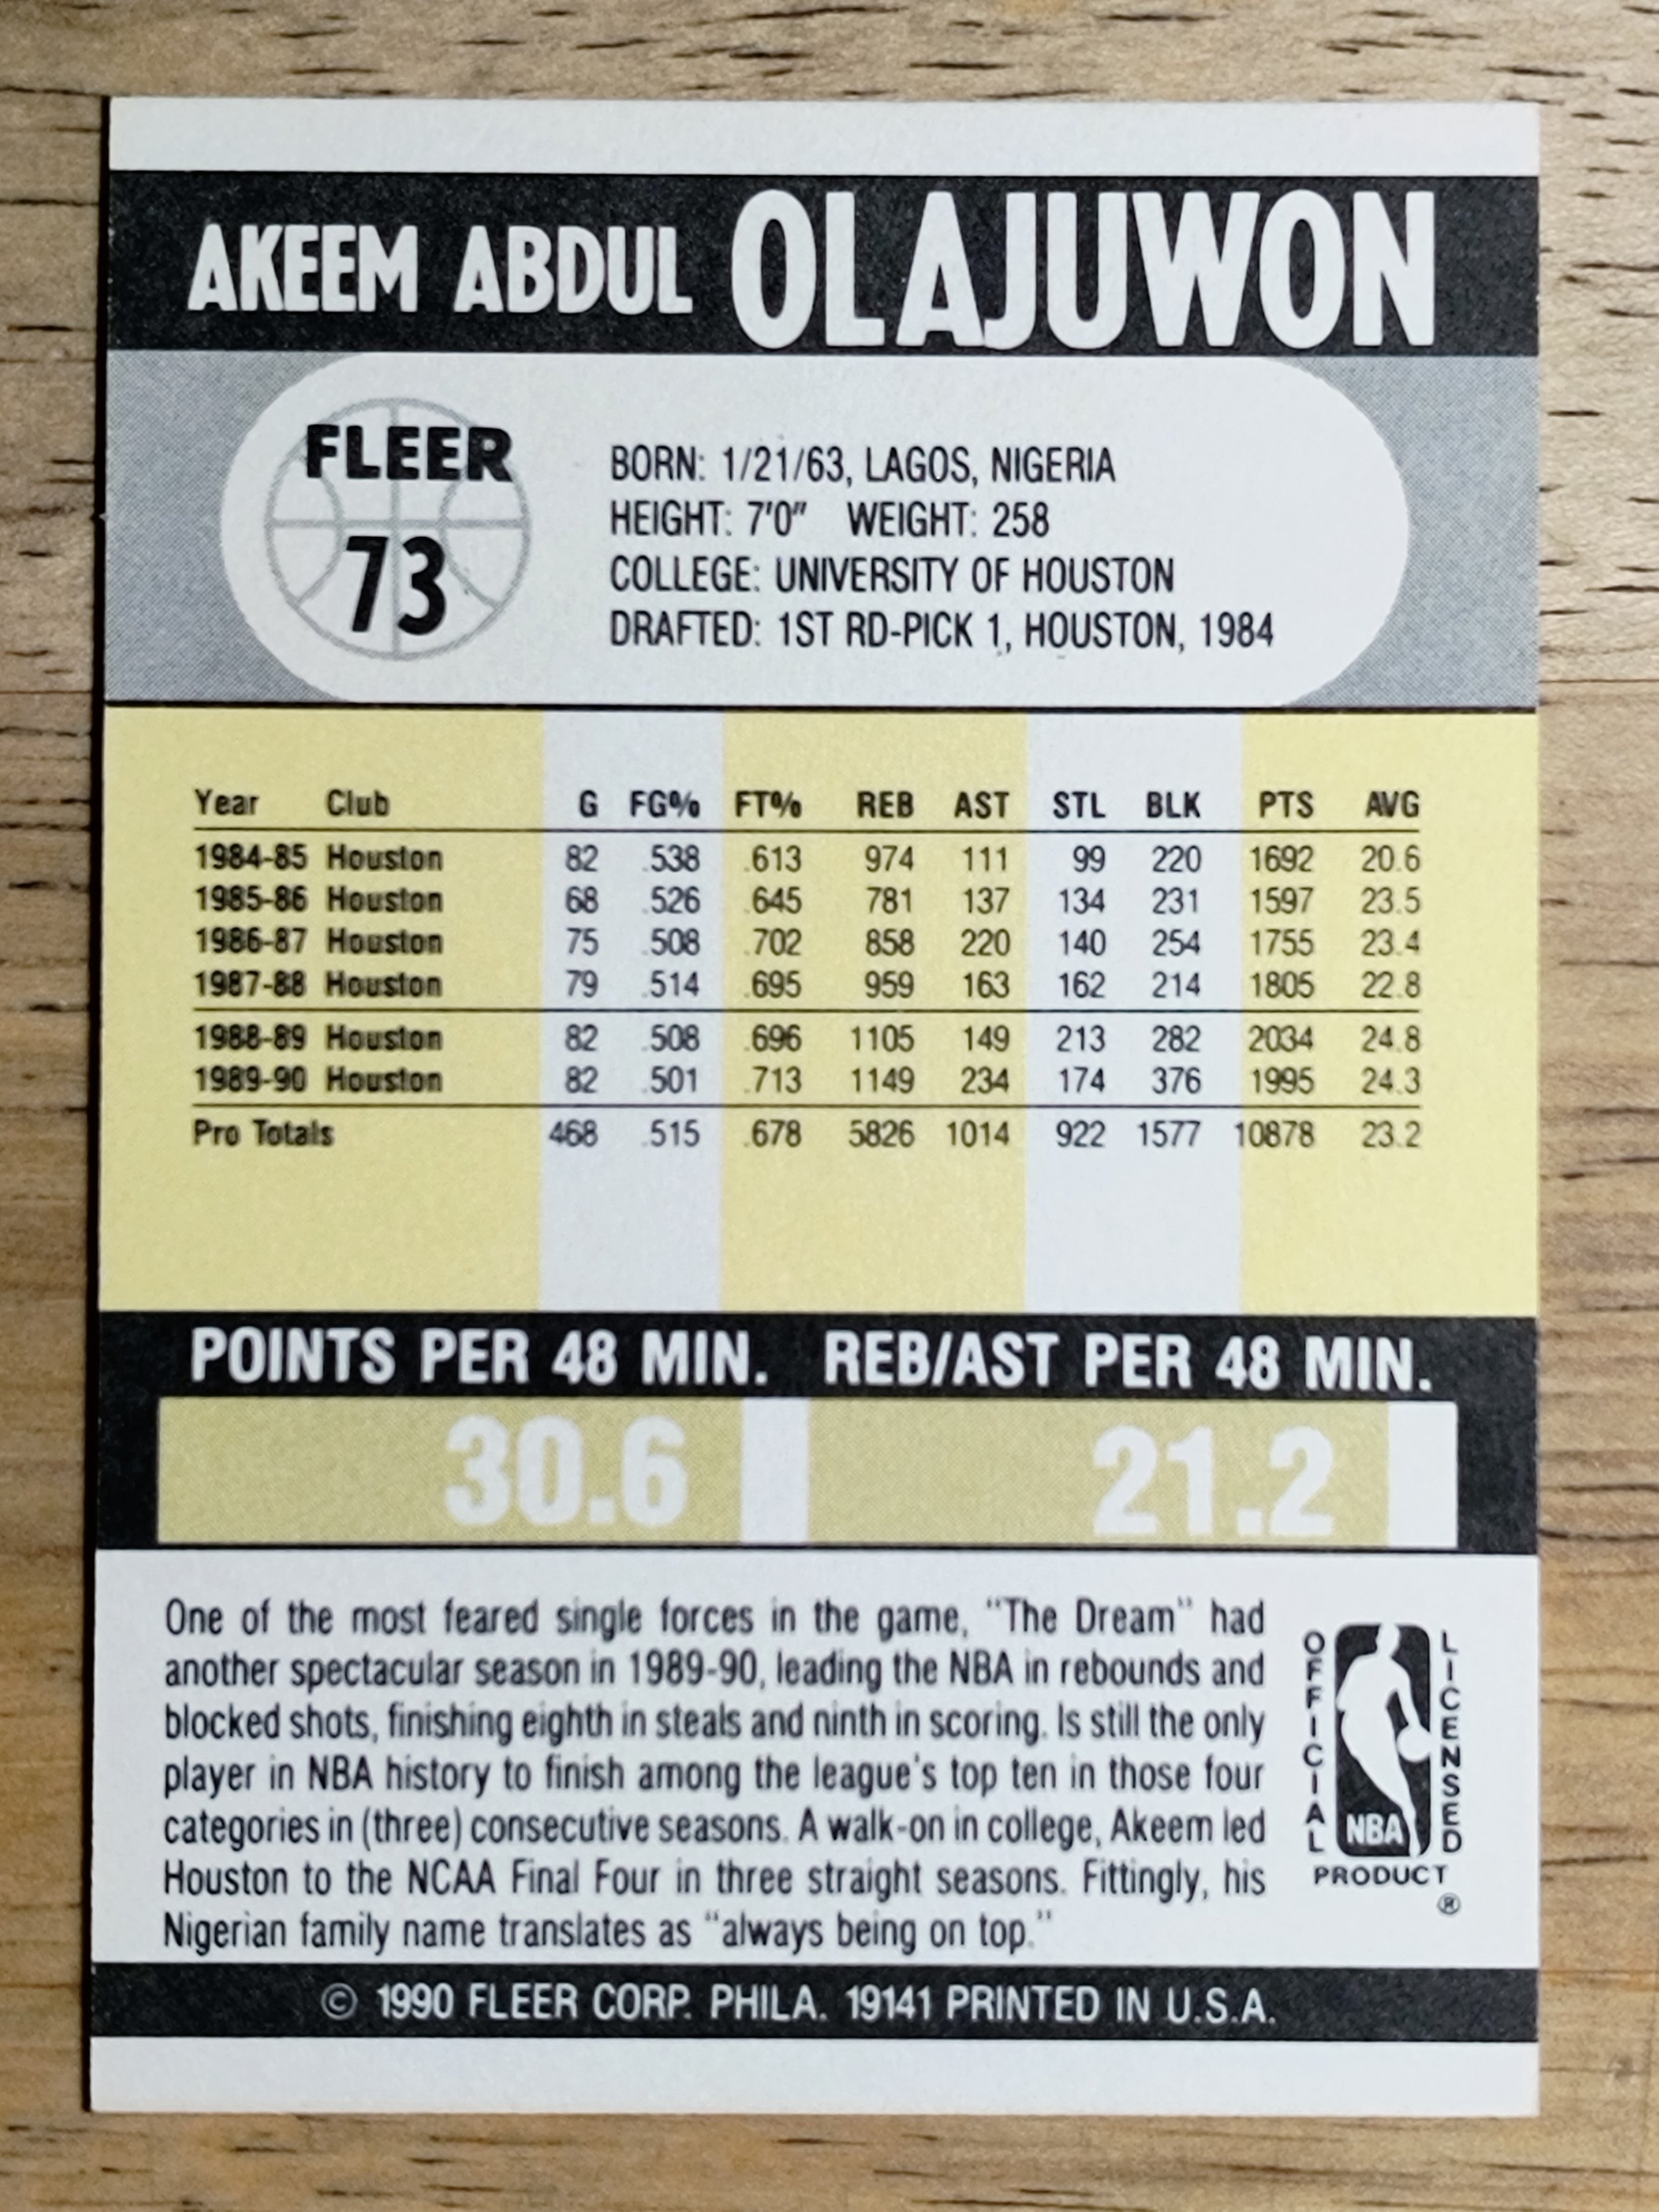 AKEEM ABDUL OLAJUWON
FLEER
73
BORN: 1/21/63, LAGOS, NIGERIA
HEIGHT: 7'0" WEIGHT: 258
COLLEGE: UNIVERSITY OF HOUSTON
DRAFTED: 1ST RD-PICK 1, HOUSTON, 1984
Year Club G FG% FT% REB AST STL BLK PTS AVG
1984-85 Houston 82 .538 .613 974 111 99 220 1692 20.6
1985-86 Houston 68 .526 .645 781 137 134 231 1597 23.5
1986-87 Houston 75 .508 .702 858 220 140 254 1755 23.4
1987-88 Houston 79 .514 .695 959 163 162 214 1805 22.8
1988-89 Houston 82 .508 .696 1105 149 213 282 2034 24.8
1989-90 Houston 82 .501 .713 1149 234 174 376 1995 24.3
Pro Totals 468 .515 .678 5826 1014 922 1577 10878 23.2
POINTS PER 48 MIN. REB/AST PER 48 MIN.
30.6 21.2
One of the most feared single forces in the game, "The Dream" had
another spectacular season in 1989-90, leading the NBA in rebounds and
blocked shots, finishing eighth in steals and ninth in scoring. Is still the only
player in NBA history to finish among the league's top ten in those four
categories in (three) consecutive seasons. A walk-on in college, Akeem led
Houston to the NCAA Final Four in three straight seasons. Fittingly, his
Nigerian family name translates as "always being on top."
OFFICIAL
LICENSED
NBA
PRODUCT
®
© 1990 FLEER CORP. PHILA. 19141 PRINTED IN U.S.A.